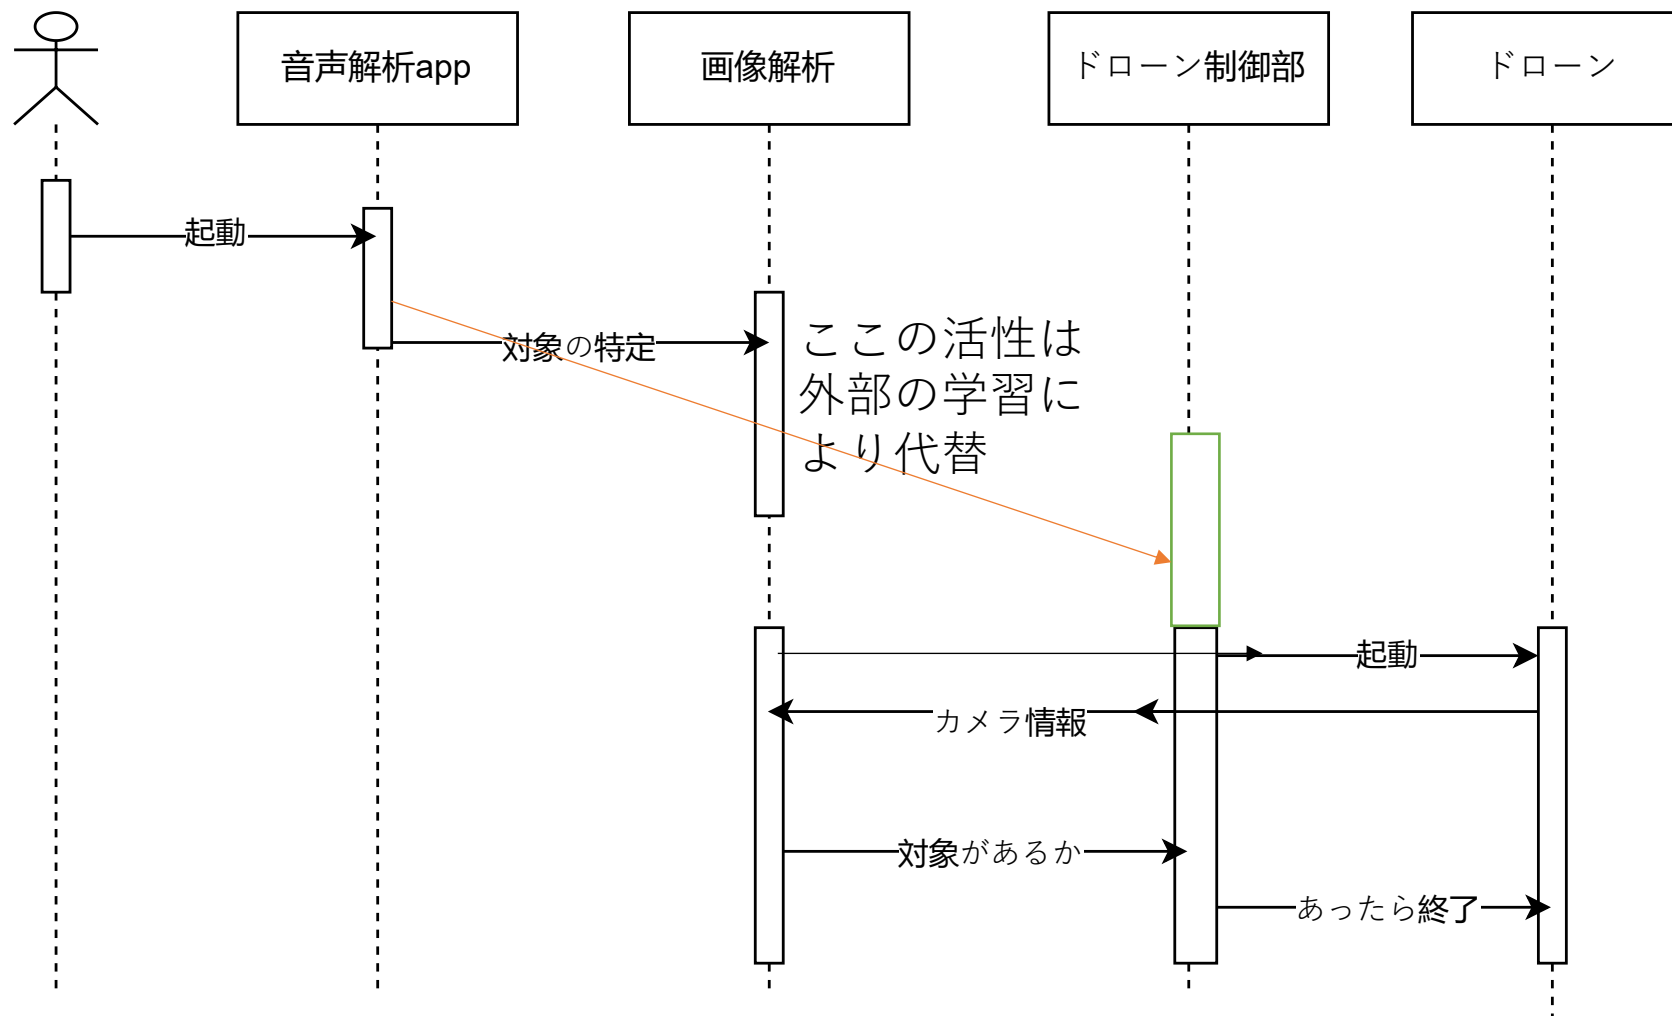 音声解析app
画像解析
ドローン制御部
ドローン
起動
対象の特定
ここの活性は
外部の学習に
より代替
起動
カメラ情報
対象があるか
あったら終了